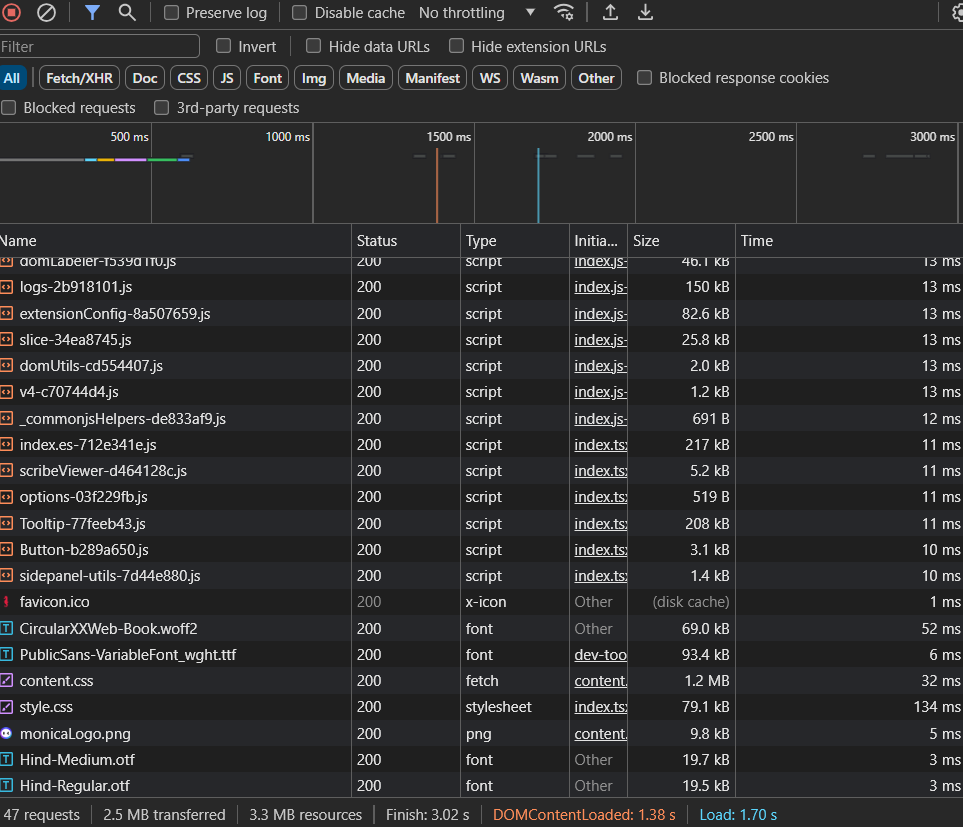 Preserve log Disable cache No throttling
Filter Invert Hide data URLs Hide extension URLs
All Fetch/XHR Doc CSS JS Font Img Media Manifest WS Wasm Other Blocked response cookies
Blocked requests 3rd-party requests
500 ms 1000 ms 1500 ms 2000 ms 2500 ms 3000 ms
Name Status Type Initia... Size Time
domLabeler-f539d1f0.js 200 script index.js- 46.1 kB 13 ms
logs-2b918101.js 200 script index.js- 150 kB 13 ms
extensionConfig-8a507659.js 200 script index.js- 82.6 kB 13 ms
slice-34ea8745.js 200 script index.js- 25.8 kB 13 ms
domUtils-cd554407.js 200 script index.js- 2.0 kB 13 ms
v4-c70744d4.js 200 script index.js- 1.2 kB 13 ms
_commonjsHelpers-de833af9.js 200 script index.js- 691 B 12 ms
index.es-712e341e.js 200 script index.ts 217 kB 11 ms
scribeViewer-d464128c.js 200 script index.ts 5.2 kB 11 ms
options-03f229fb.js 200 script index.ts 519 B 11 ms
Tooltip-77feeb43.js 200 script index.ts 208 kB 11 ms
Button-b289a650.js 200 script index.ts 3.1 kB 10 ms
sidepanel-utils-7d44e880.js 200 script index.ts 1.4 kB 10 ms
favicon.ico 200 x-icon Other (disk cache) 1 ms
CircularXXWeb-Book.woff2 200 font Other 69.0 kB 52 ms
PublicSans-VariableFont_wght.ttf 200 font dev-too 93.4 kB 6 ms
content.css 200 fetch content. 1.2 MB 32 ms
style.css 200 stylesheet index.ts 79.1 kB 134 ms
monicaLogo.png 200 png content. 9.8 kB 5 ms
Hind-Medium.otf 200 font Other 19.7 kB 3 ms
Hind-Regular.otf 200 font Other 19.5 kB 3 ms
47 requests 2.5 MB transferred 3.3 MB resources Finish: 3.02 s DOMContentLoaded: 1.38 s Load: 1.70 s